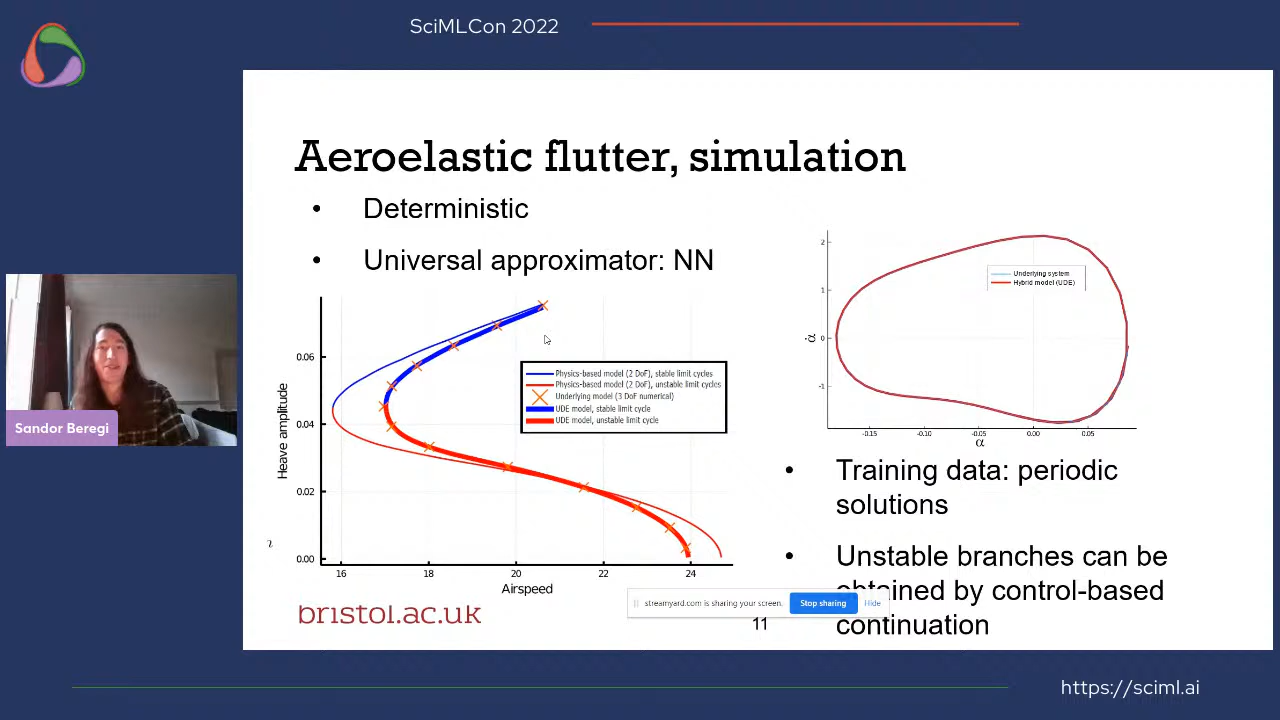 SciMLCon 2022
Aeroelastic flutter, simulation
• Deterministic
• Universal approximator: NN
Heave amplitude
0.06
0.04
0.02
0.00
16 18 20 22 24
Airspeed
Physics-based model (2 DoF), stable limit cycles
Physics-based model (2 DoF), unstable limit cycles
Underlying model (3 DoF numerical)
UDE model, stable limit cycle
UDE model, unstable limit cycle
2
1
0
-1
α̇
-0.15 -0.10 -0.05 0.00 0.05
α
Underlying system
Hybrid model (UDE)
• Training data: periodic
solutions
• Unstable branches can be
obtained by control-based
continuation
Sandor Beregi
streamyard.com is sharing your screen.
Stop sharing
Hide
bristol.ac.uk
11
https://sciml.ai